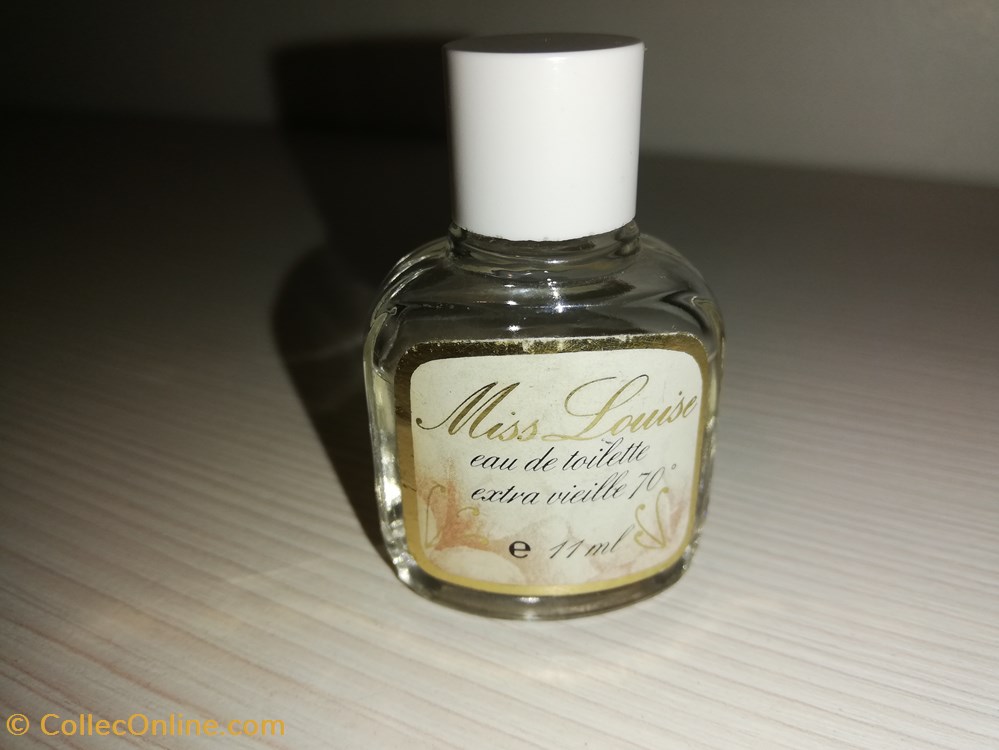 Miss Louise
eau de toilette
extra vieille 70°
e 11 ml
© CollecOnline.com